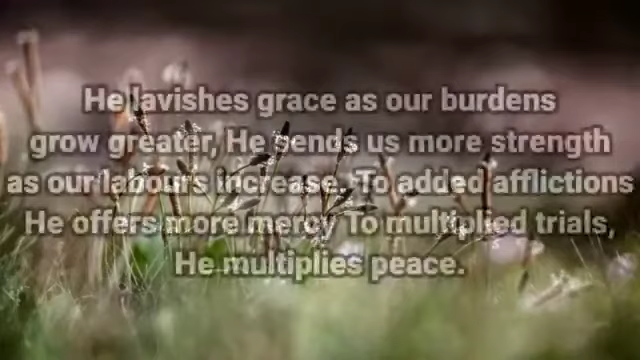 He lavishes grace as our burdens
grow greater, He sends us more strength
as our labours increase. To added afflictions
He offers more mercy To multiplied trials,
He multiplies peace.